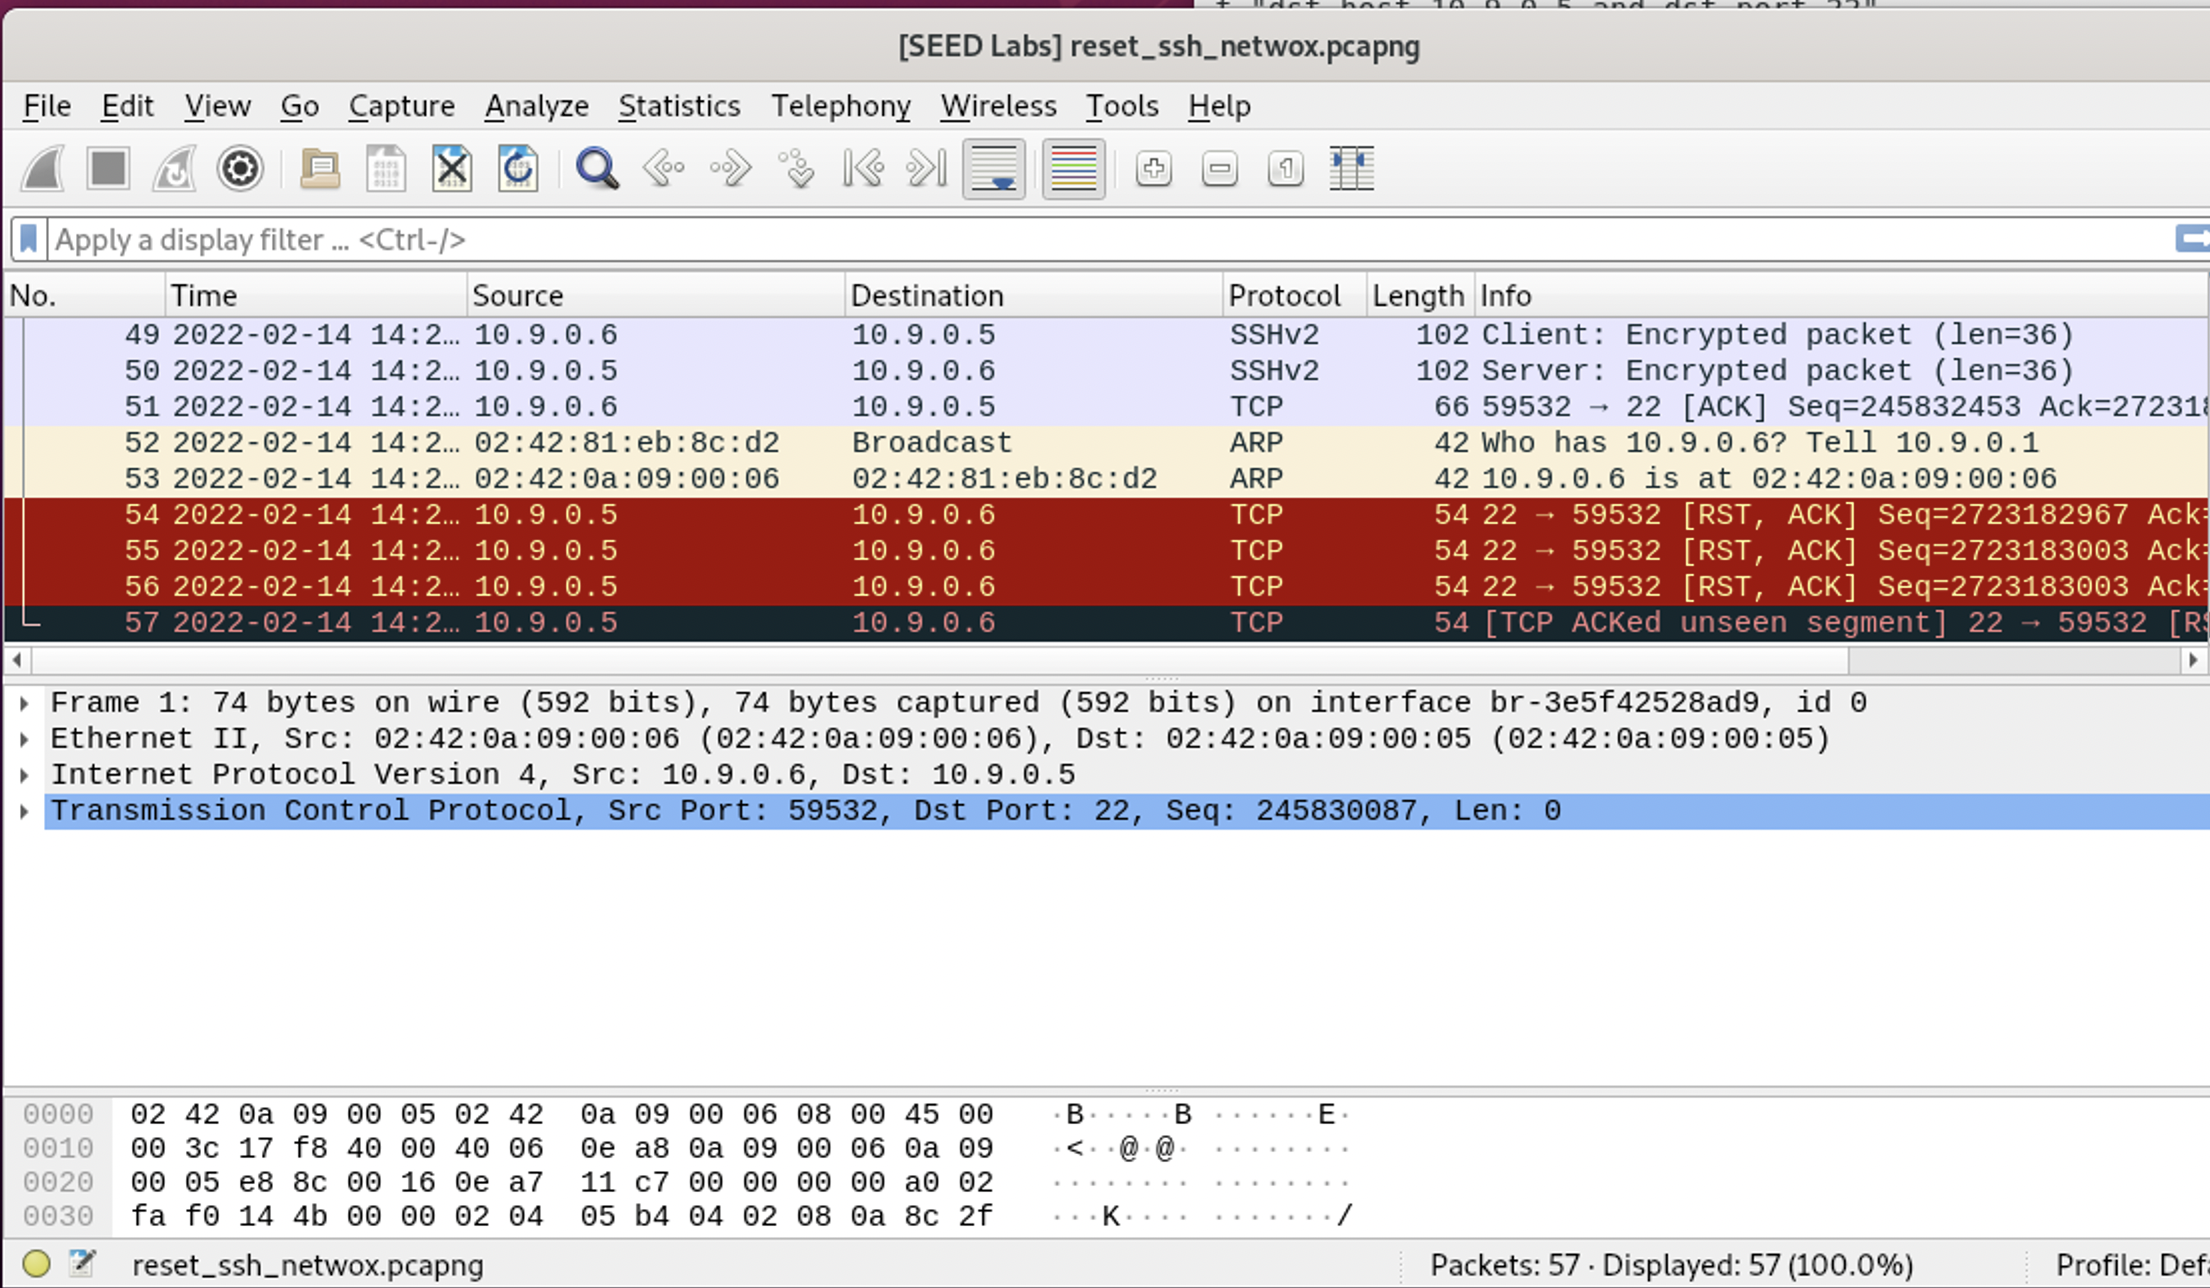 [SEED Labs] reset_ssh_netwox.pcapng
File Edit View Go Capture Analyze Statistics Telephony Wireless Tools Help
Apply a display filter ... <Ctrl-/>
No. Time Source Destination Protocol Length Info
49 2022-02-14 14:2… 10.9.0.6 10.9.0.5 SSHv2 102 Client: Encrypted packet (len=36)
50 2022-02-14 14:2… 10.9.0.5 10.9.0.6 SSHv2 102 Server: Encrypted packet (len=36)
51 2022-02-14 14:2… 10.9.0.6 10.9.0.5 TCP 66 59532 → 22 [ACK] Seq=245832453 Ack=27231
52 2022-02-14 14:2… 02:42:81:eb:8c:d2 Broadcast ARP 42 Who has 10.9.0.6? Tell 10.9.0.1
53 2022-02-14 14:2… 02:42:0a:09:00:06 02:42:81:eb:8c:d2 ARP 42 10.9.0.6 is at 02:42:0a:09:00:06
54 2022-02-14 14:2… 10.9.0.5 10.9.0.6 TCP 54 22 → 59532 [RST, ACK] Seq=2723182967 Ack=
55 2022-02-14 14:2… 10.9.0.5 10.9.0.6 TCP 54 22 → 59532 [RST, ACK] Seq=2723183003 Ack=
56 2022-02-14 14:2… 10.9.0.5 10.9.0.6 TCP 54 22 → 59532 [RST, ACK] Seq=2723183003 Ack=
57 2022-02-14 14:2… 10.9.0.5 10.9.0.6 TCP 54 [TCP ACKed unseen segment] 22 → 59532 [R
Frame 1: 74 bytes on wire (592 bits), 74 bytes captured (592 bits) on interface br-3e5f42528ad9, id 0
Ethernet II, Src: 02:42:0a:09:00:06 (02:42:0a:09:00:06), Dst: 02:42:0a:09:00:05 (02:42:0a:09:00:05)
Internet Protocol Version 4, Src: 10.9.0.6, Dst: 10.9.0.5
Transmission Control Protocol, Src Port: 59532, Dst Port: 22, Seq: 245830087, Len: 0
0000 02 42 0a 09 00 05 02 42 0a 09 00 06 08 00 45 00 ·B·····B ······E·
0010 00 3c 17 f8 40 00 40 06 0e a8 0a 09 00 06 0a 09 ·<··@·@· ········
0020 00 05 e8 8c 00 16 0e a7 11 c7 00 00 00 00 a0 02 ········ ········
0030 fa f0 14 4b 00 00 02 04 05 b4 04 02 08 0a 8c 2f ···K···· ·······/
reset_ssh_netwox.pcapng Packets: 57 · Displayed: 57 (100.0%) Profile: Def